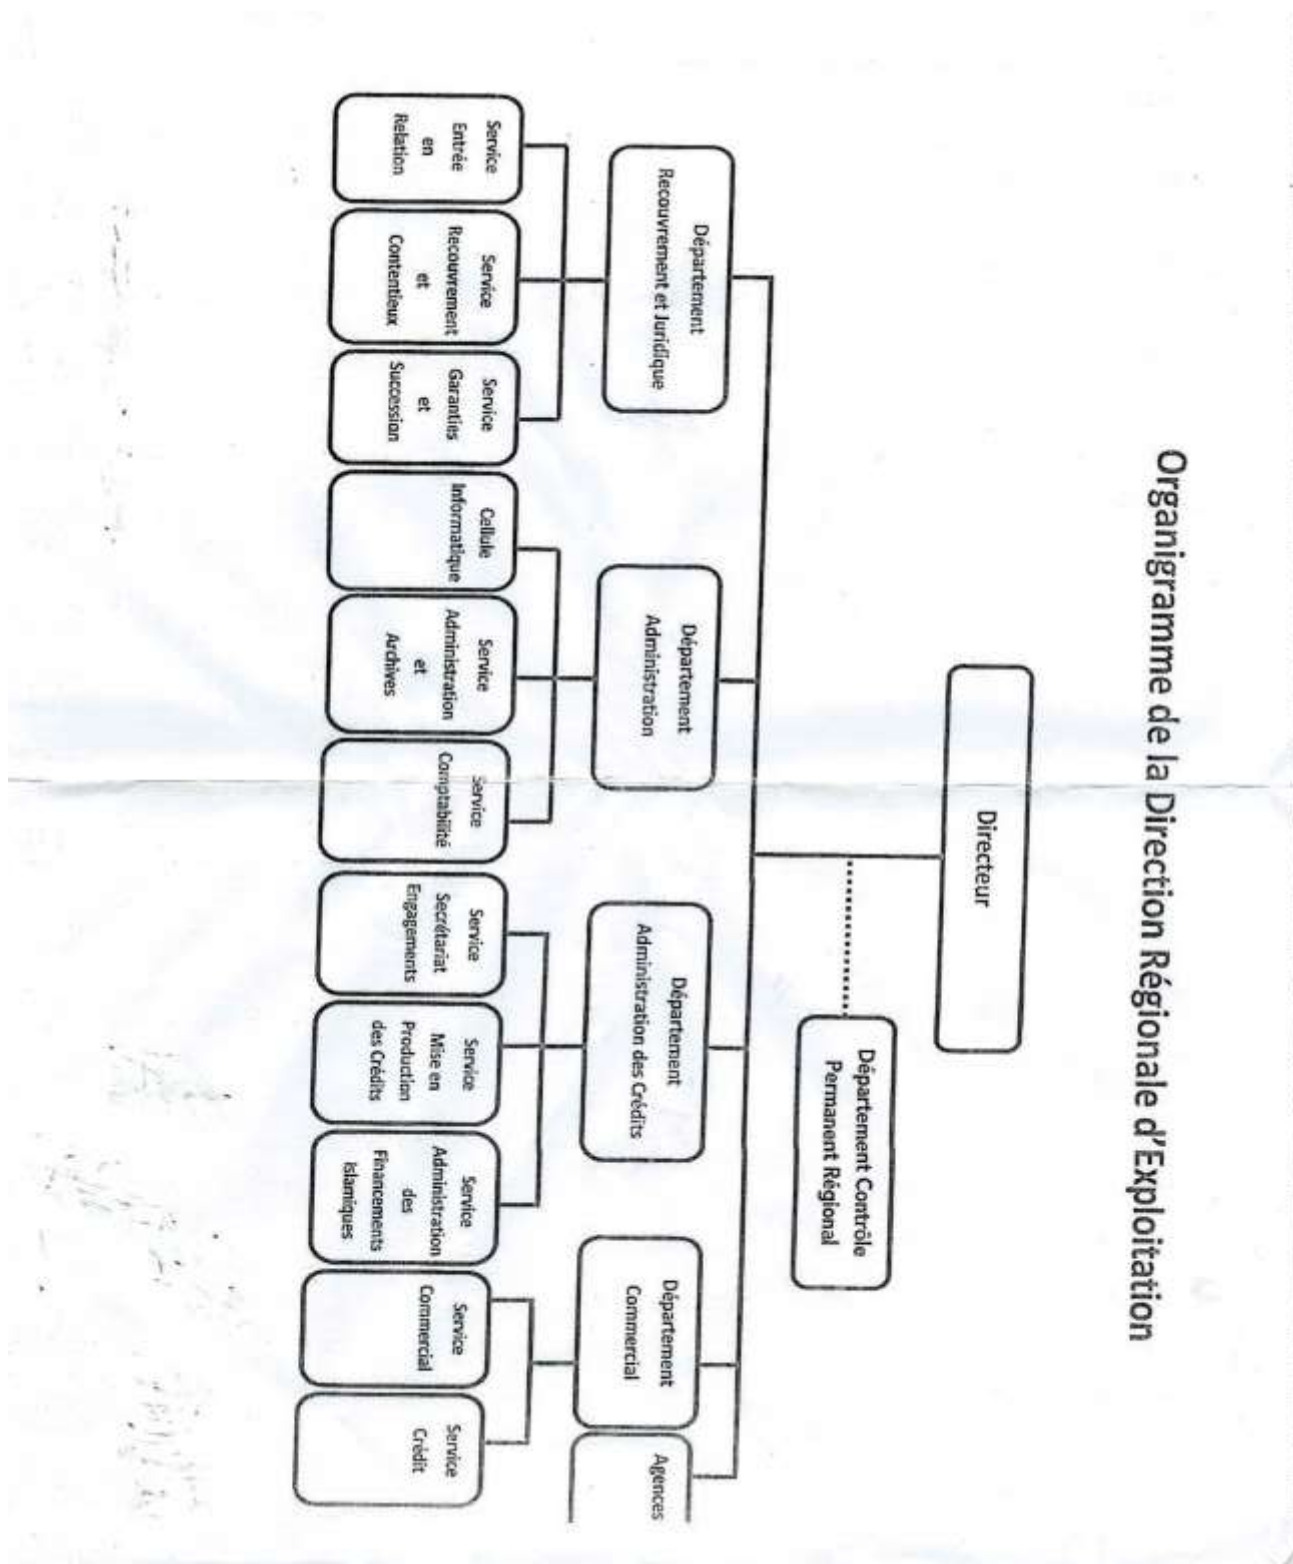 Organigramme de la Direction Régionale d'Exploitation
Directeur
Département Contrôle
Permanent Régional
Département
Recouvrement et Juridique
Département
Administration
Département
Administration des Crédits
Département
Commercial
Agences
Service
Entrée
en
Relation
Service
Recouvrement
et
Contentieux
Service
Garanties
et
Succession
Cellule
Informatique
Service
Administration
et
Archives
Service
Comptabilité
Service
Secrétariat
Engagements
Service
Mise en
Production
des Crédits
Service
Administration
des
Financements
Islamiques
Service
Commercial
Service
Crédit